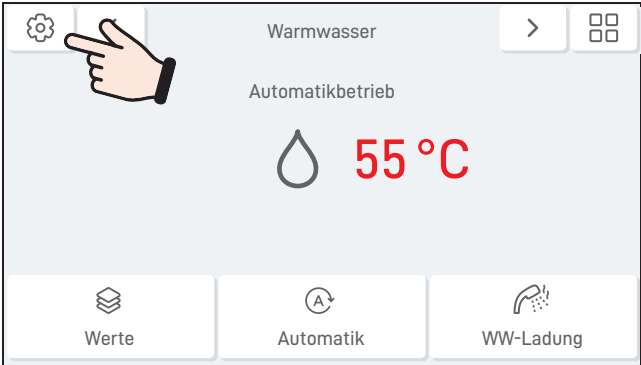 Warmwasser
Automatikbetrieb
55 °C
A
Werte
Automatik
WW-Ladung